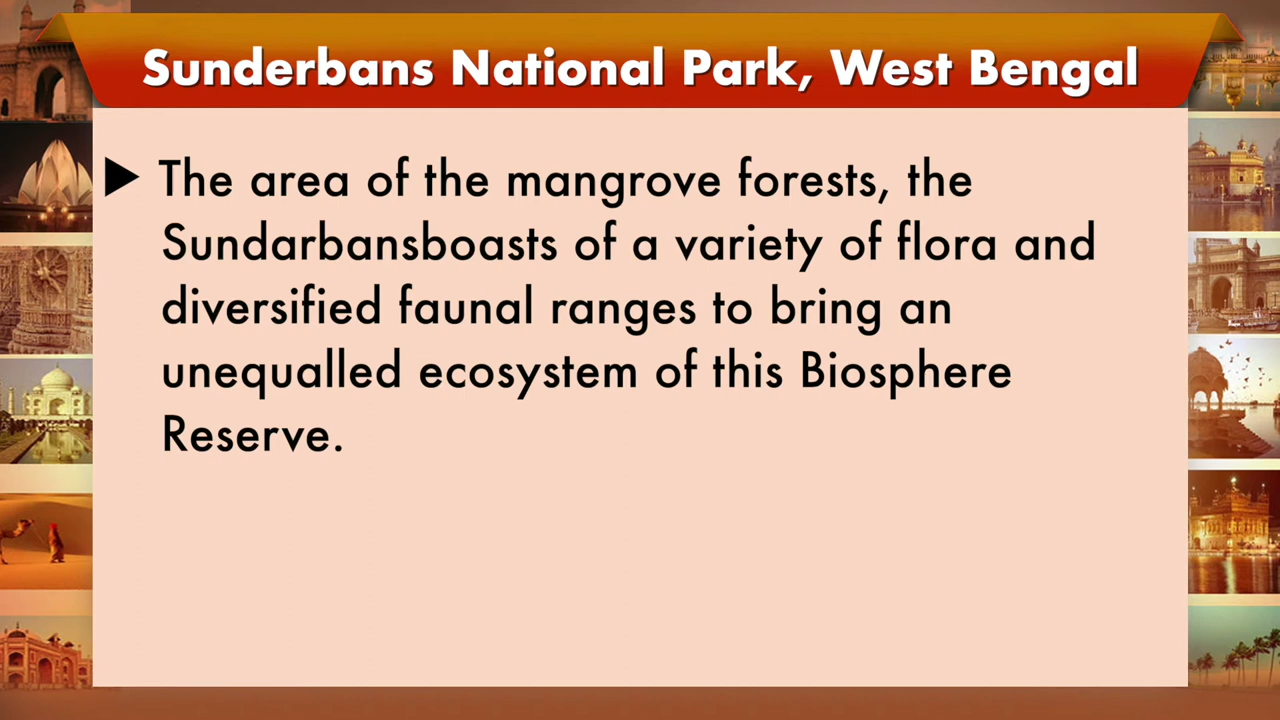 Sunderbans National Park, West Bengal
▶ The area of the mangrove forests, the
Sundarbansboasts of a variety of flora and
diversified faunal ranges to bring an
unequalled ecosystem of this Biosphere
Reserve.